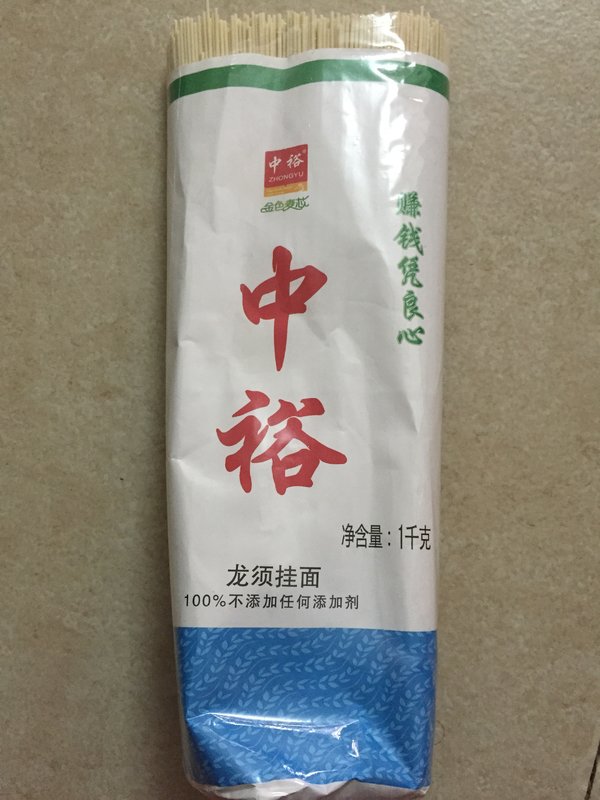 中裕®
ZHONGYU
金色麦芯
赚钱凭良心
中裕
净含量：1千克
龙须挂面
100%不添加任何添加剂